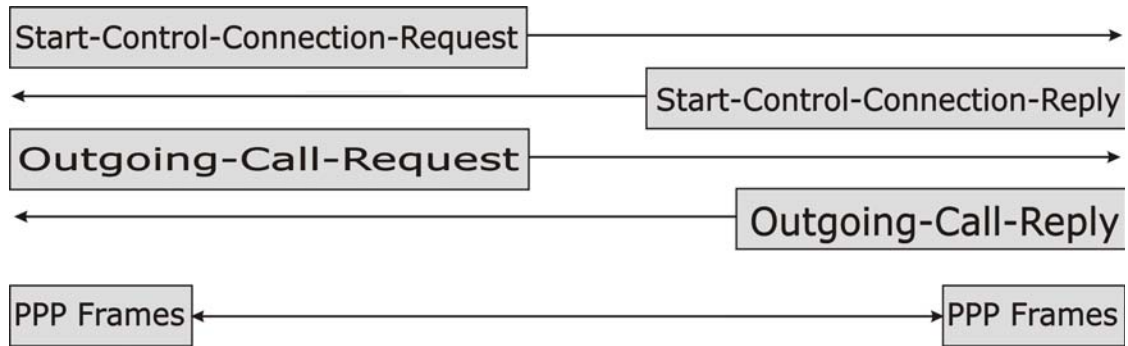 Start-Control-Connection-Request
Start-Control-Connection-Reply
Outgoing-Call-Request
Outgoing-Call-Reply
PPP Frames
PPP Frames